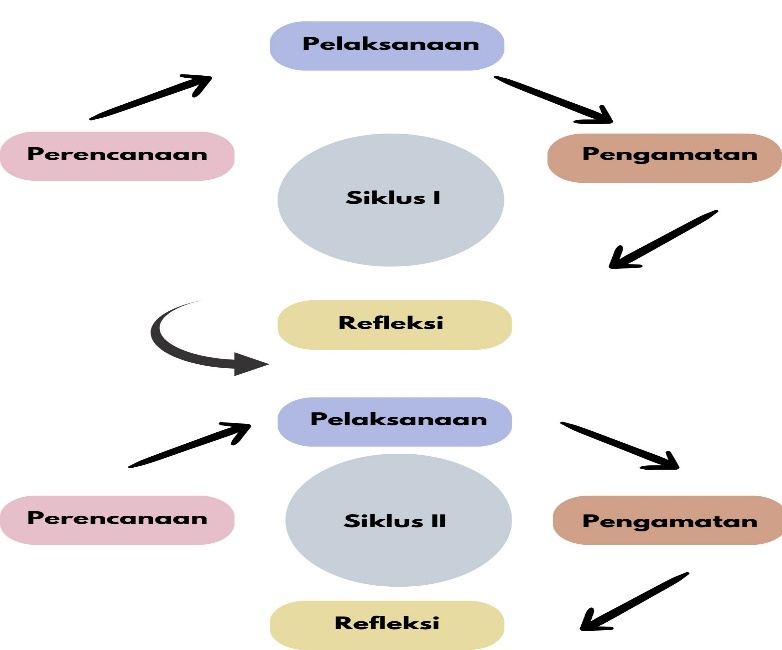 Pelaksanaan
Perencanaan
Pengamatan
Siklus I
Refleksi
Pelaksanaan
Perencanaan
Siklus II
Pengamatan
Refleksi